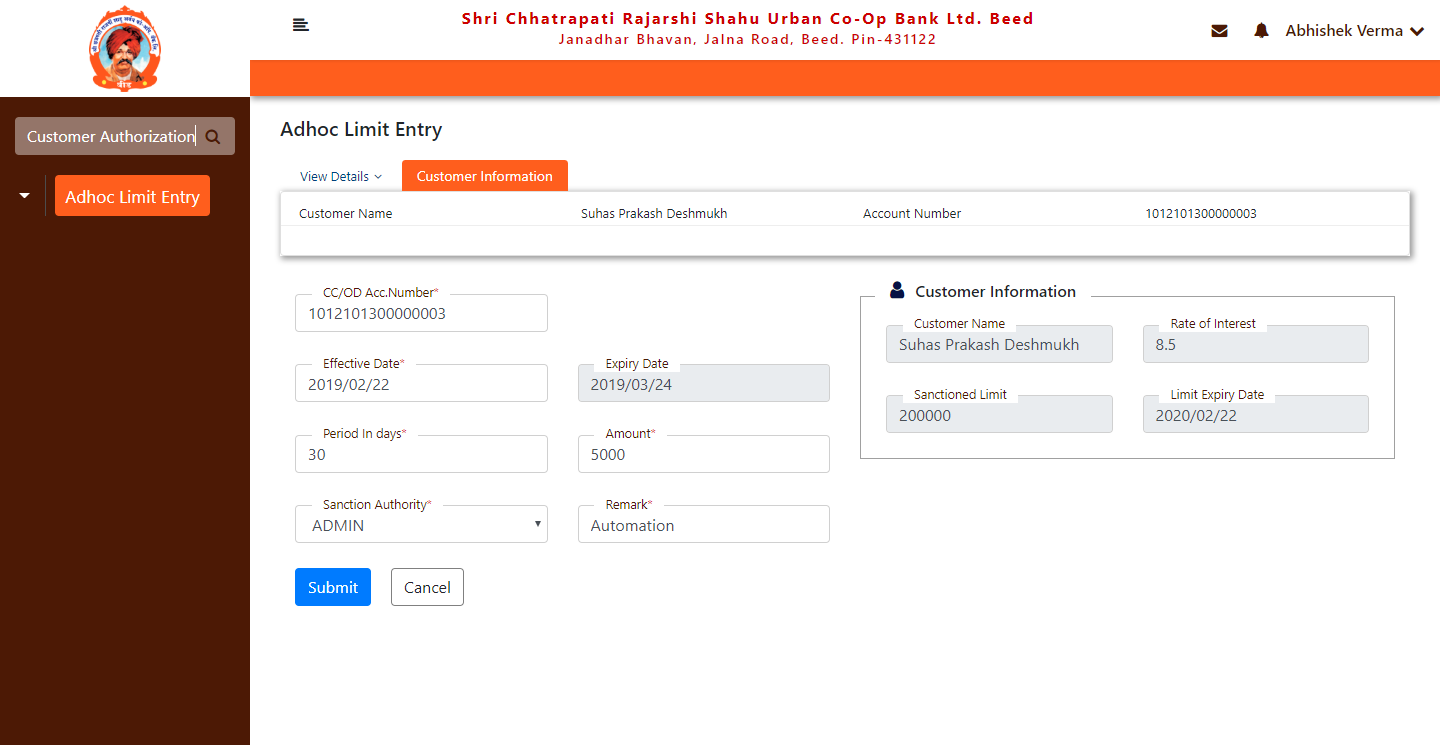 Shri Chhatrapati Rajarshi Shahu Urban Co-Op Bank Ltd. Beed
Janadhar Bhavan, Jalna Road, Beed. Pin-431122
Abhishek Verma
बीड
Customer Authorization
Adhoc Limit Entry
Adhoc Limit Entry
View Details
Customer Information
Customer Name Suhas Prakash Deshmukh Account Number 1012101300000003
CC/OD Acc.Number*
1012101300000003
Effective Date*
2019/02/22
Expiry Date
2019/03/24
Period In days*
30
Amount*
5000
Sanction Authority*
ADMIN
Remark*
Automation
Submit
Cancel
Customer Information
Customer Name
Suhas Prakash Deshmukh
Rate of Interest
8.5
Sanctioned Limit
200000
Limit Expiry Date
2020/02/22